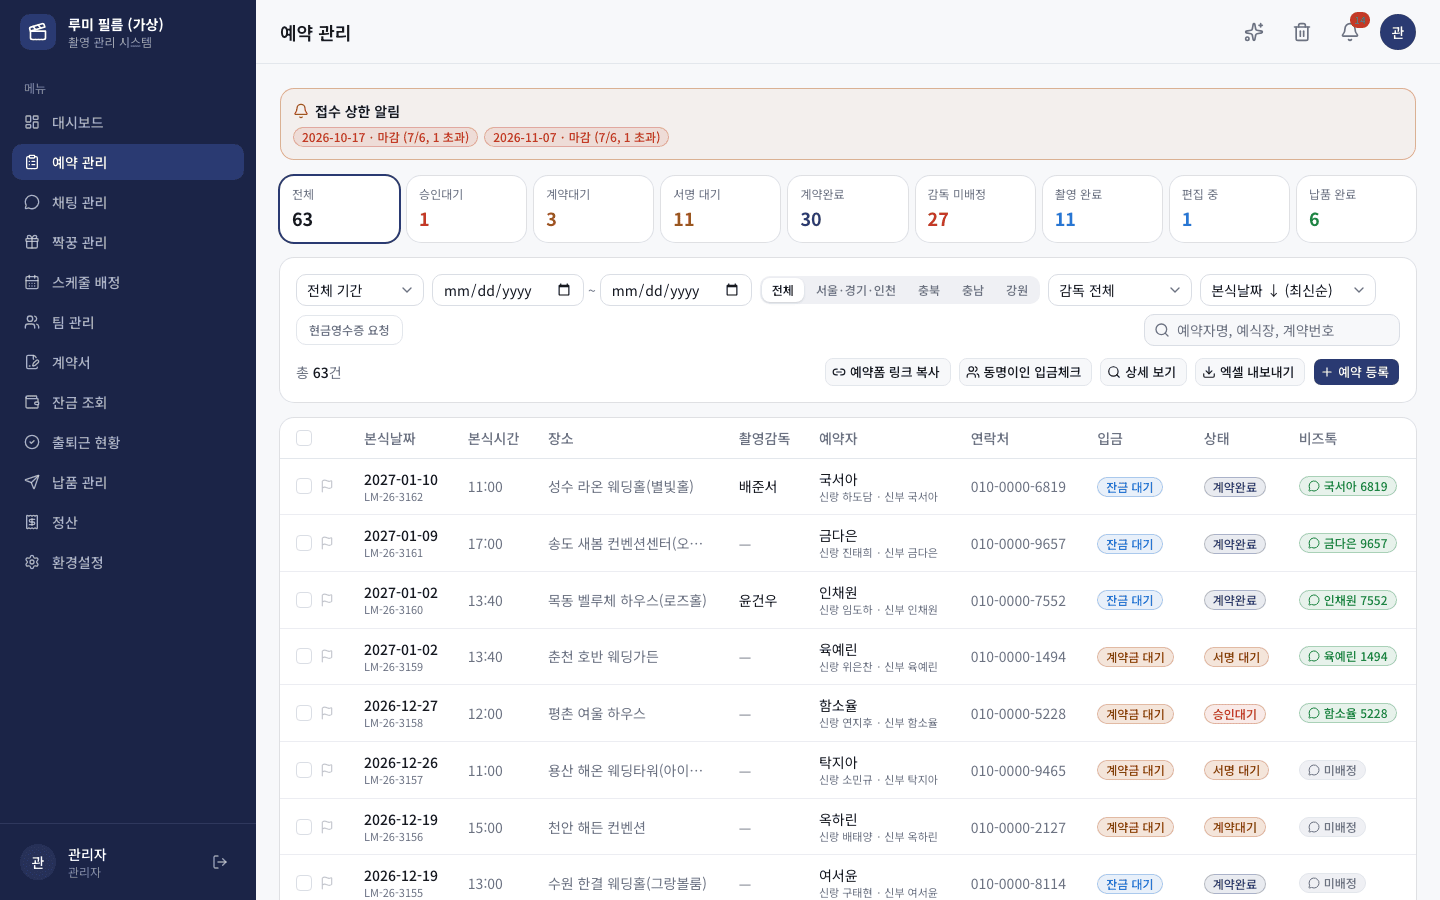 루미 필름 (가상)
촬영 관리 시스템
메뉴
대시보드
예약 관리
채팅 관리
짝꿍 관리
스케줄 배정
팀 관리
계약서
잔금 조회
출퇴근 현황
납품 관리
정산
환경설정
관 관리자
관리자
예약 관리
관
접수 상한 알림
2026-10-17 · 마감 (7/6, 1 초과) 2026-11-07 · 마감 (7/6, 1 초과)
전체 승인대기 계약대기 서명 대기 계약완료 감독 미배정 촬영 완료 편집 중 납품 완료
63 1 3 11 30 27 11 1 6
전체 기간 mm/dd/yyyy ~ mm/dd/yyyy 전체 서울·경기·인천 충북 충남 강원 감독 전체 본식날짜 ↓ (최신순)
현금영수증 요청 예약자명, 예식장, 계약번호
총 63건 예약폼 링크 복사 동명이인 입금체크 상세 보기 엑셀 내보내기 + 예약 등록
본식날짜 본식시간 장소 촬영감독 예약자 연락처 입금 상태 비즈톡
2027-01-10 11:00 성수 라온 웨딩홀(별빛홀) 배준서 국서아 010-0000-6819 잔금 대기 계약완료 국서아 6819
LM-26-3162 신랑 하도담 · 신부 국서아
2027-01-09 17:00 송도 새봄 컨벤션센터(오… — 금다은 010-0000-9657 잔금 대기 계약완료 금다은 9657
LM-26-3161 신랑 진태희 · 신부 금다은
2027-01-02 13:40 목동 벨루체 하우스(로즈홀) 윤건우 인채원 010-0000-7552 잔금 대기 계약완료 인채원 7552
LM-26-3160 신랑 임도하 · 신부 인채원
2027-01-02 13:40 춘천 호반 웨딩가든 — 육예린 010-0000-1494 계약금 대기 서명 대기 육예린 1494
LM-26-3159 신랑 위은찬 · 신부 육예린
2026-12-27 12:00 평촌 여울 하우스 — 함소율 010-0000-5228 계약금 대기 승인대기 함소율 5228
LM-26-3158 신랑 연지후 · 신부 함소율
2026-12-26 11:00 용산 해온 웨딩타워(아이… — 탁지아 010-0000-9465 계약금 대기 서명 대기 미배정
LM-26-3157 신랑 소민규 · 신부 탁지아
2026-12-19 15:00 천안 해든 컨벤션 — 옥하린 010-0000-2127 계약금 대기 계약대기 미배정
LM-26-3156 신랑 배태양 · 신부 옥하린
2026-12-19 13:00 수원 한결 웨딩홀(그랑볼룸) — 여서윤 010-0000-8114 잔금 대기 계약완료 미배정
LM-26-3155 신랑 구태현 · 신부 여서윤